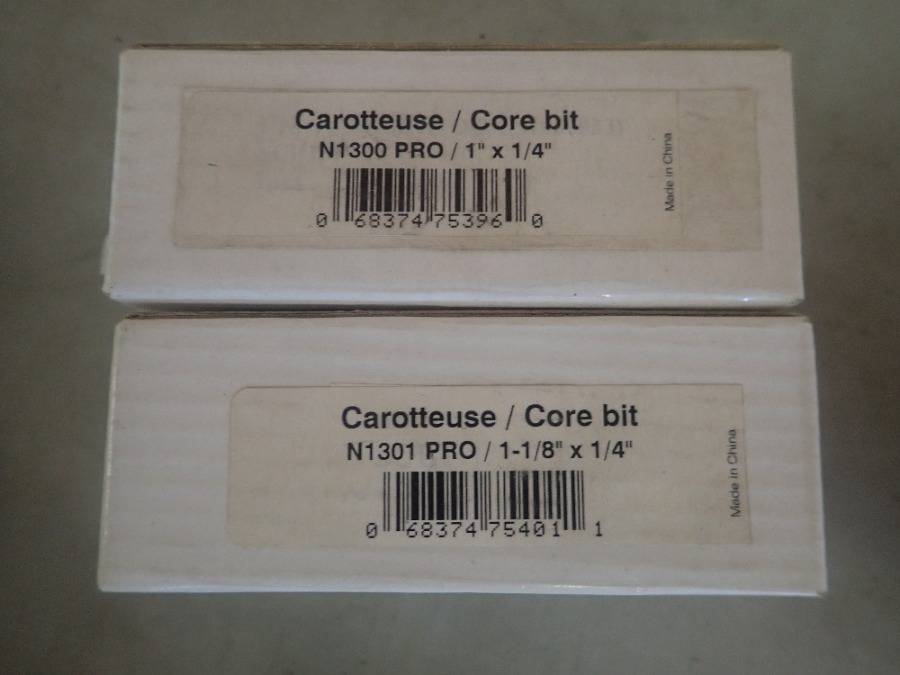 Carotteuse / Core bit
N1300 PRO / 1" x 1/4"
0 68374 75396 0
Made in China
Carotteuse / Core bit
N1301 PRO / 1-1/8" x 1/4"
0 68374 75401 1
Made in China